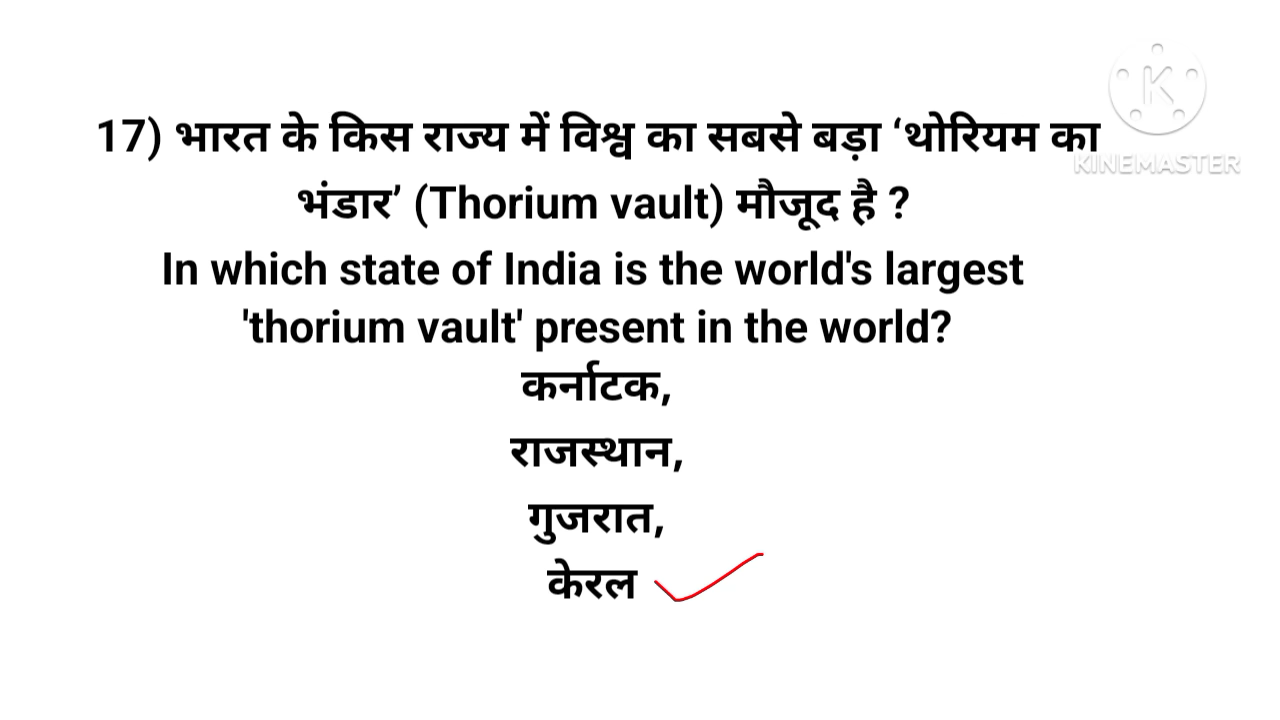 17) भारत के किस राज्य में विश्व का सबसे बड़ा ‘थोरियम का
भंडार’ (Thorium vault) मौजूद है ?
In which state of India is the world's largest
'thorium vault' present in the world?
कर्नाटक,
राजस्थान,
गुजरात,
केरल
K
KINEMASTER